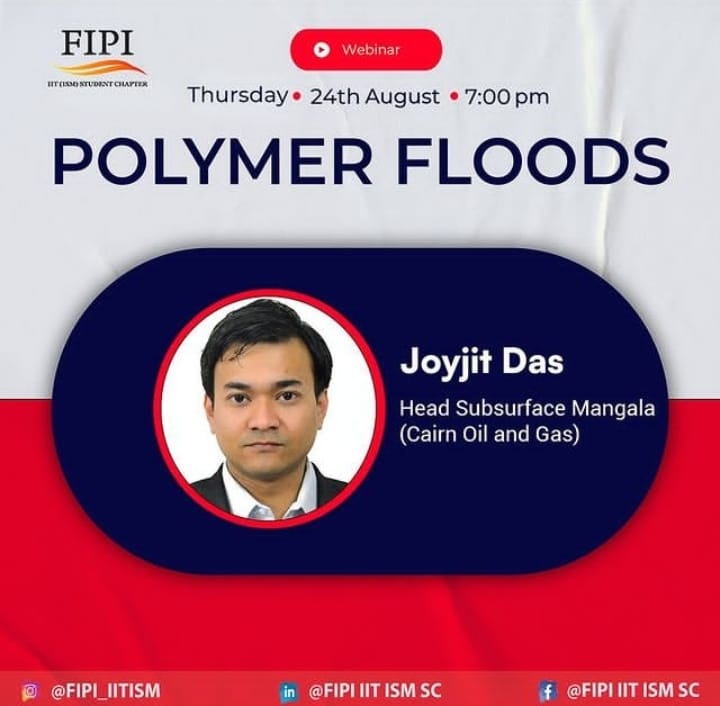 FIPI
IIT (ISM) STUDENT CHAPTER
Webinar
Thursday • 24th August • 7:00 pm
POLYMER FLOODS
Joyjit Das
Head Subsurface Mangala
(Cairn Oil and Gas)
@FIPI_IITISM
in @FIPI IIT ISM SC
f @FIPI IIT ISM SC